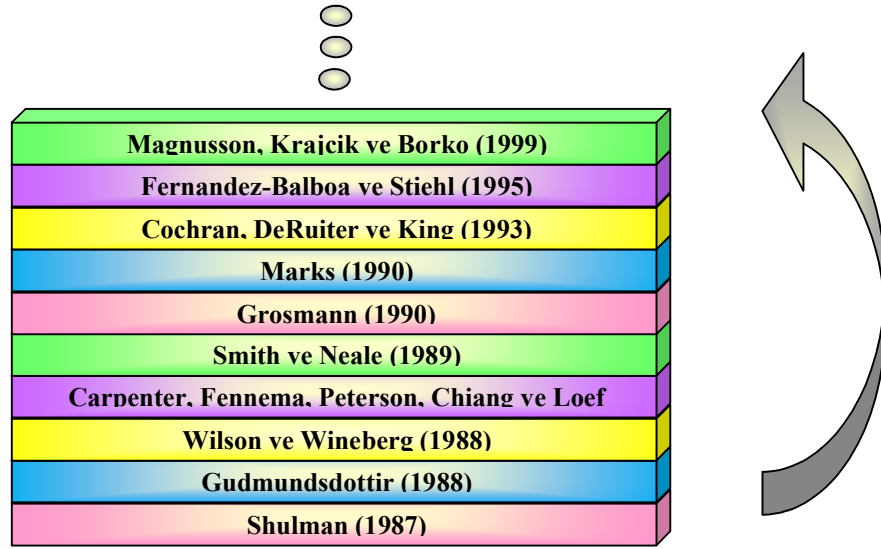 Magnusson, Krajcik ve Borko (1999)
Fernandez-Balboa ve Stiehl (1995)
Cochran, DeRuiter ve King (1993)
Marks (1990)
Grosmann (1990)
Smith ve Neale (1989)
Carpenter, Fennema, Peterson, Chiang ve Loef
Wilson ve Wineberg (1988)
Gudmundsdottir (1988)
Shulman (1987)